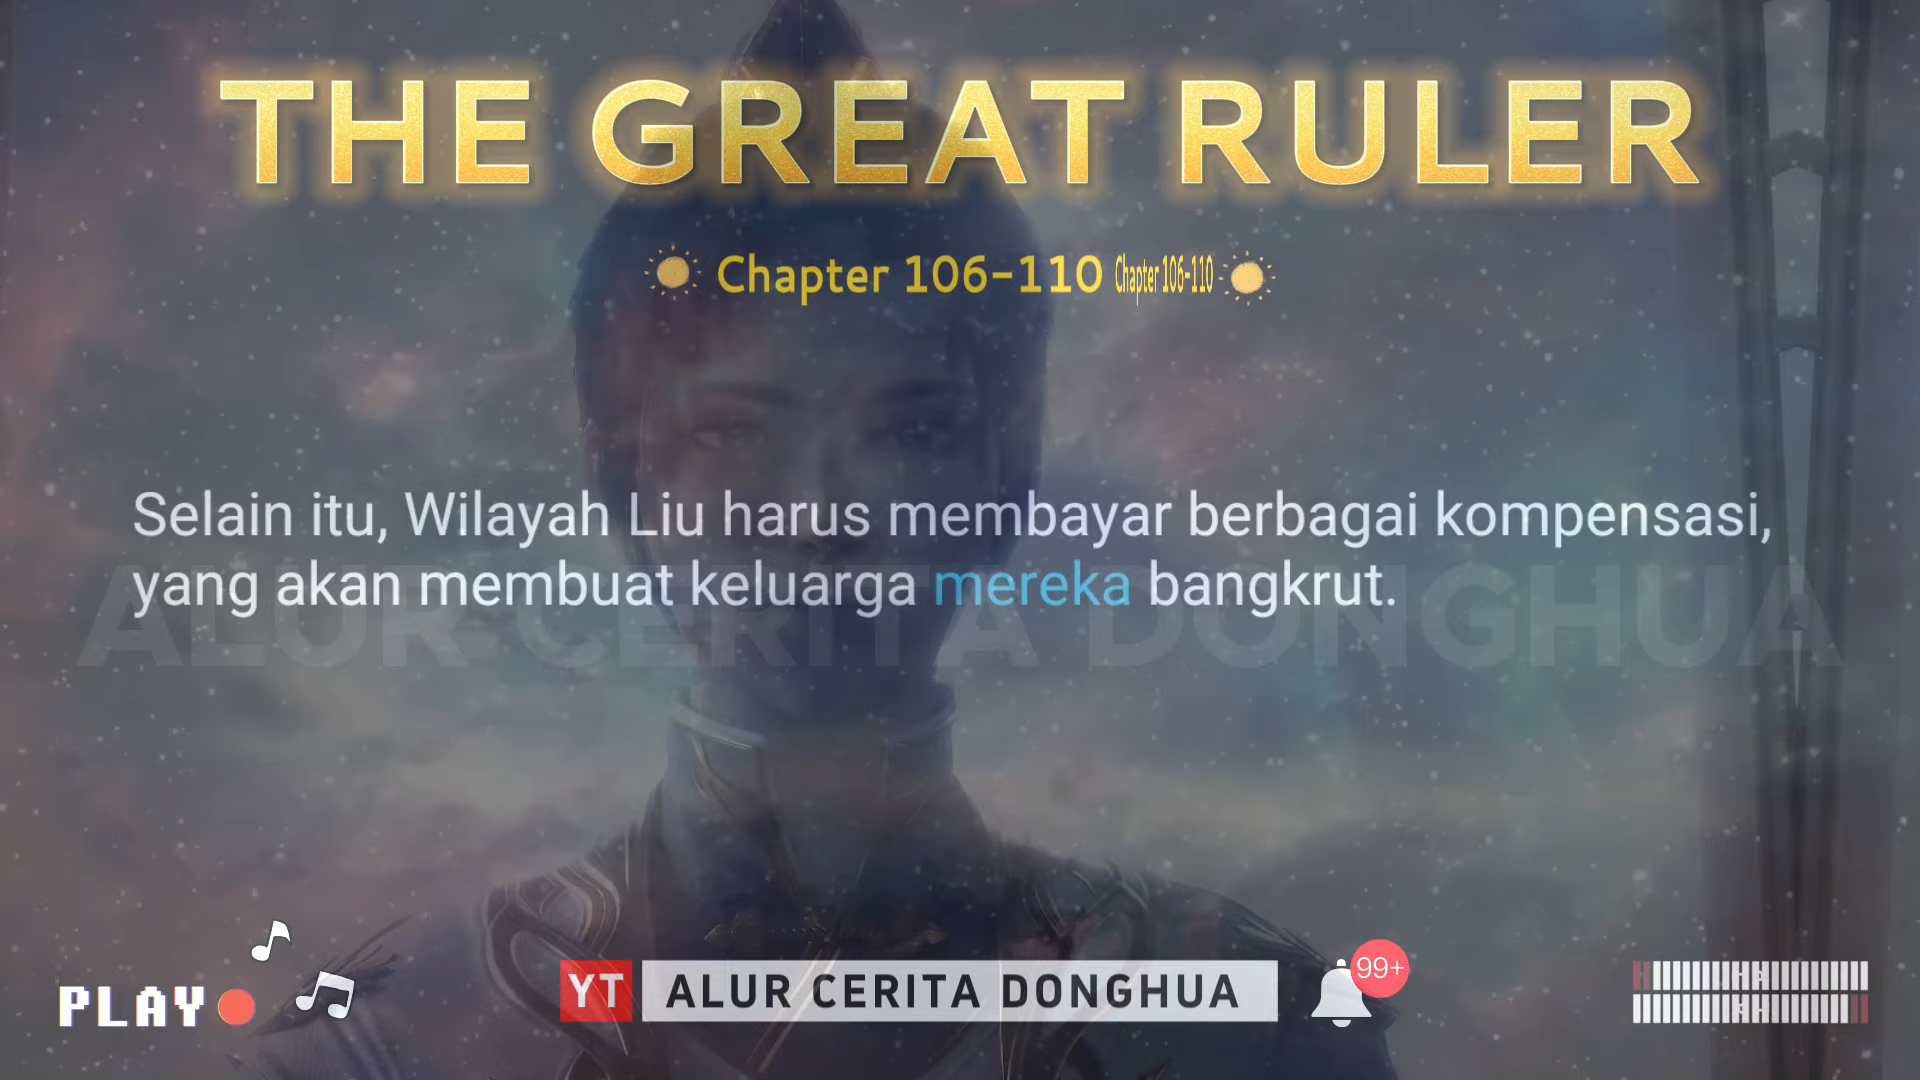 THE GREAT RULER
Chapter 106-110 Chapter 106-110
Selain itu, Wilayah Liu harus membayar berbagai kompensasi,
yang akan membuat keluarga mereka bangkrut.
ALUR CERITA DONGHUA
PLAY
YT ALUR CERITA DONGHUA
99+